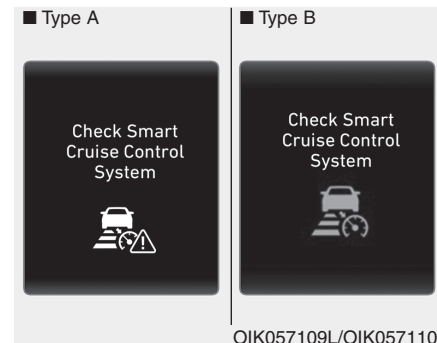 ■ Type A
■ Type B
Check Smart
Cruise Control
System
Check Smart
Cruise Control
System
OIK057109L/OIK057110